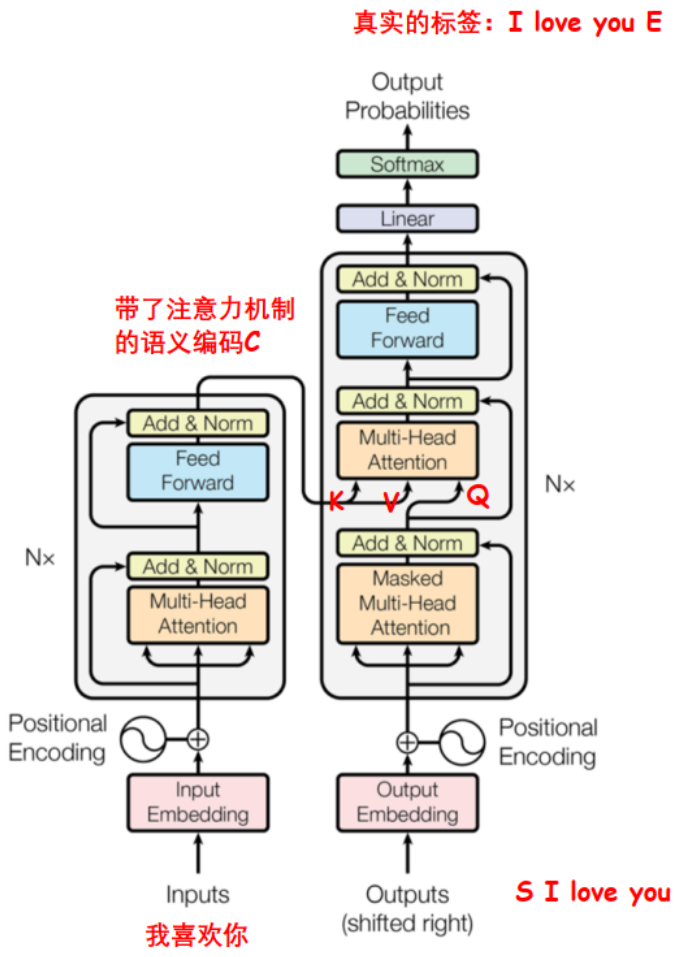 真实的标签：I love you E
Output
Probabilities
Softmax
Linear
Add & Norm
Feed
Forward
Add & Norm
Multi-Head
Attention
K
V
Q
Nx
Add & Norm
Masked
Multi-Head
Attention
带了注意力机制
的语义编码C
Add & Norm
Feed
Forward
Nx
Add & Norm
Multi-Head
Attention
Positional
Encoding
Positional
Encoding
Input
Embedding
Output
Embedding
Inputs
我喜欢你
Outputs
(shifted right)
S I love you